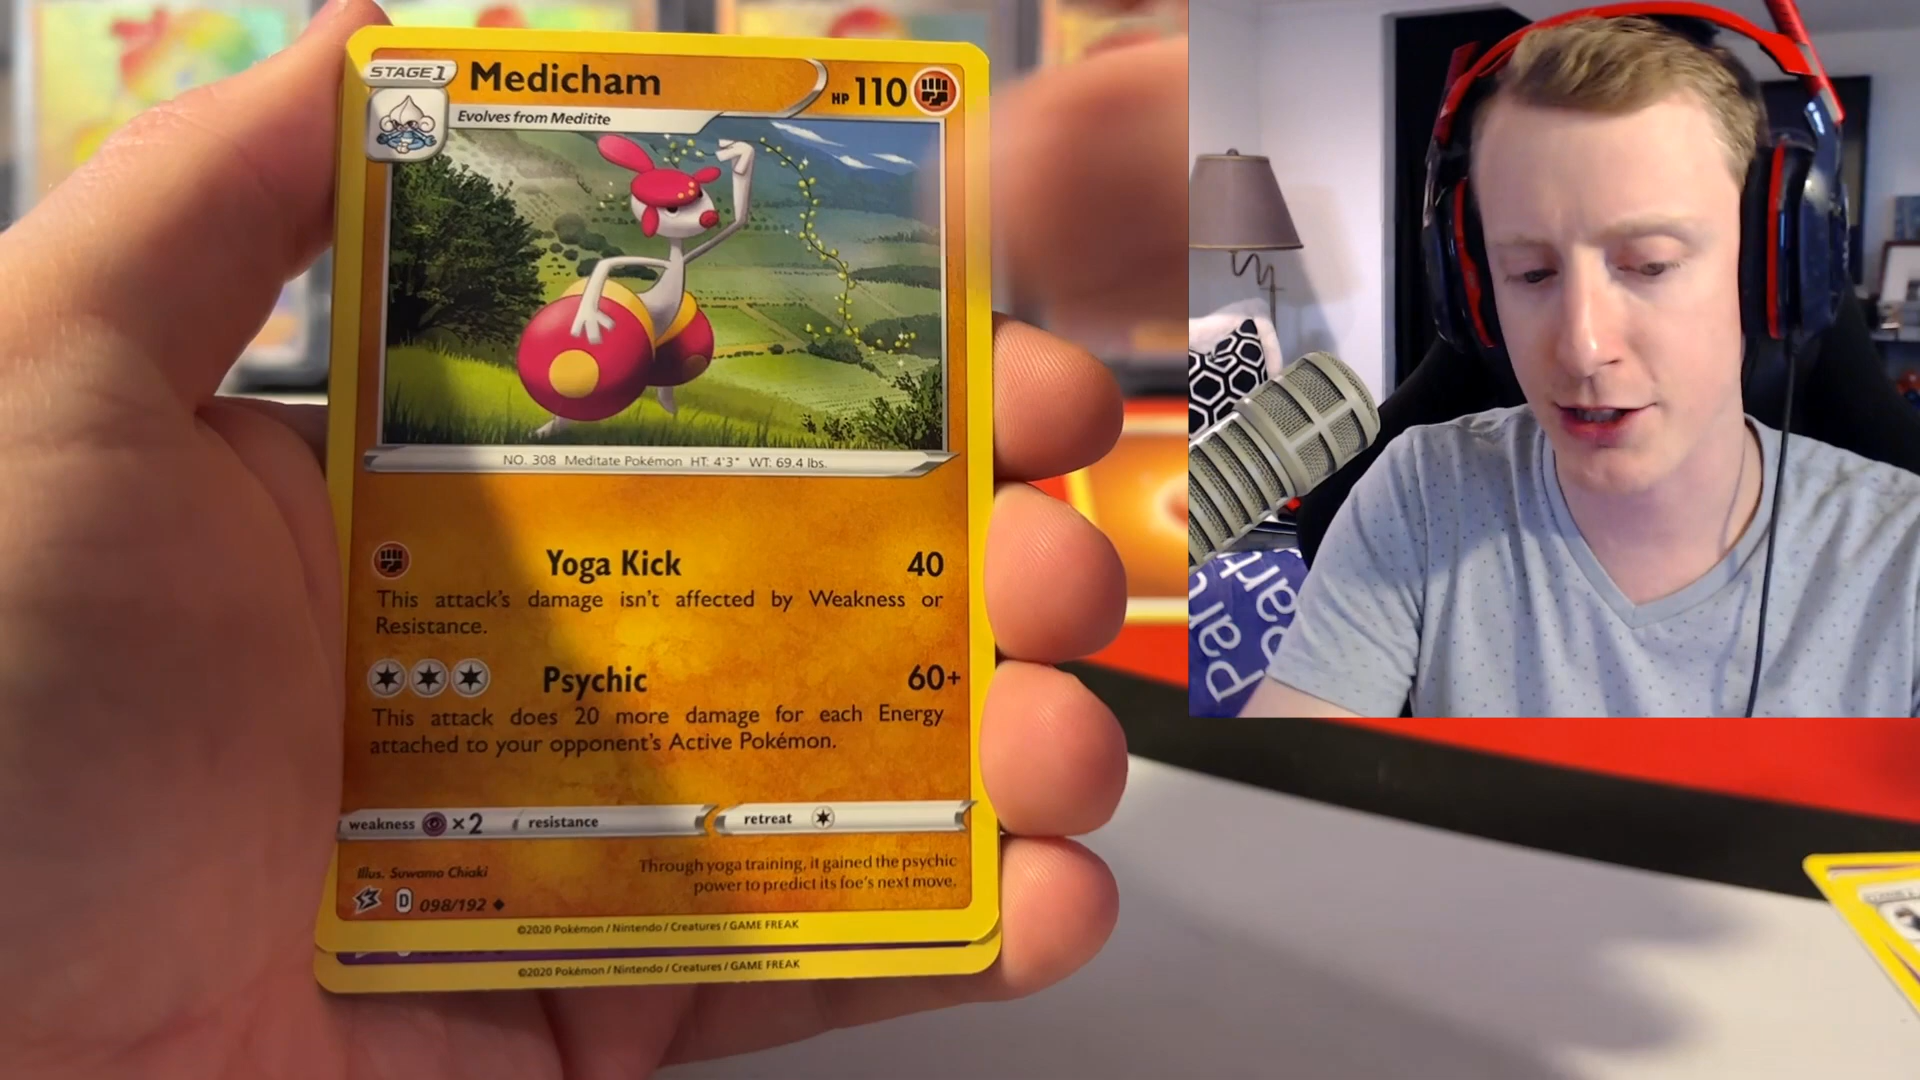 STAGE 1 Medicham HP 110
Evolves from Meditite
NO. 308 Meditate Pokémon HT: 4'3" WT: 69.4 lbs.
Yoga Kick 40
This attack's damage isn't affected by Weakness or
Resistance.
Psychic 60+
This attack does 20 more damage for each Energy
attached to your opponent's Active Pokémon.
weakness ×2 resistance retreat
Illus. Suwama Chiaki
Through yoga training, it gained the psychic
power to predict its foe's next move.
D 098/192
©2020 Pokémon / Nintendo / Creatures / GAME FREAK
©2020 Pokémon / Nintendo / Creatures / GAME FREAK